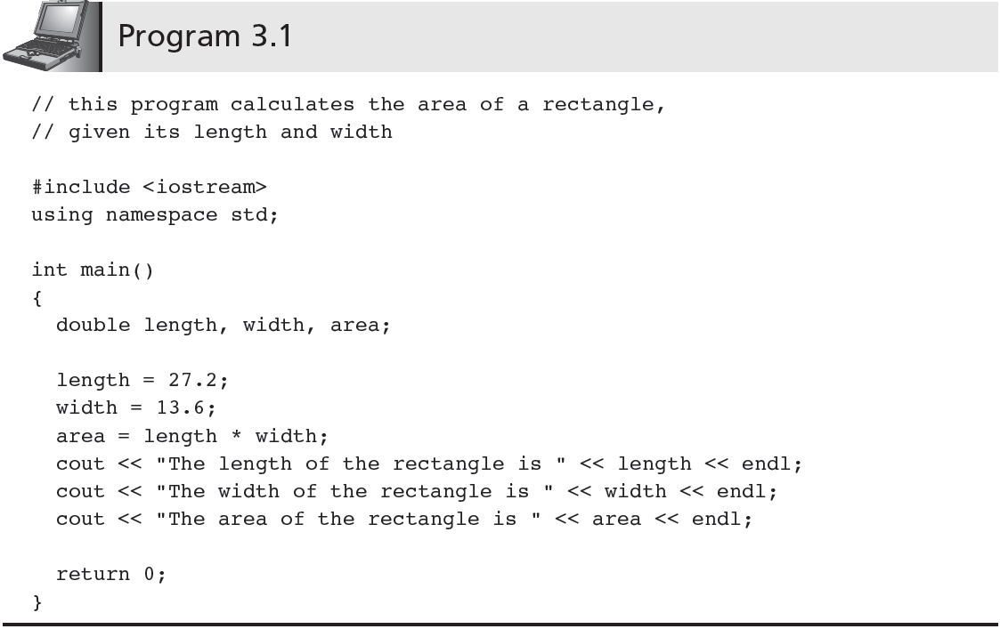 Program 3.1
// this program calculates the area of a rectangle,
// given its length and width
#include <iostream>
using namespace std;
int main()
{
  double length, width, area;
  length = 27.2;
  width = 13.6;
  area = length * width;
  cout << "The length of the rectangle is " << length << endl;
  cout << "The width of the rectangle is " << width << endl;
  cout << "The area of the rectangle is " << area << endl;
  return 0;
}